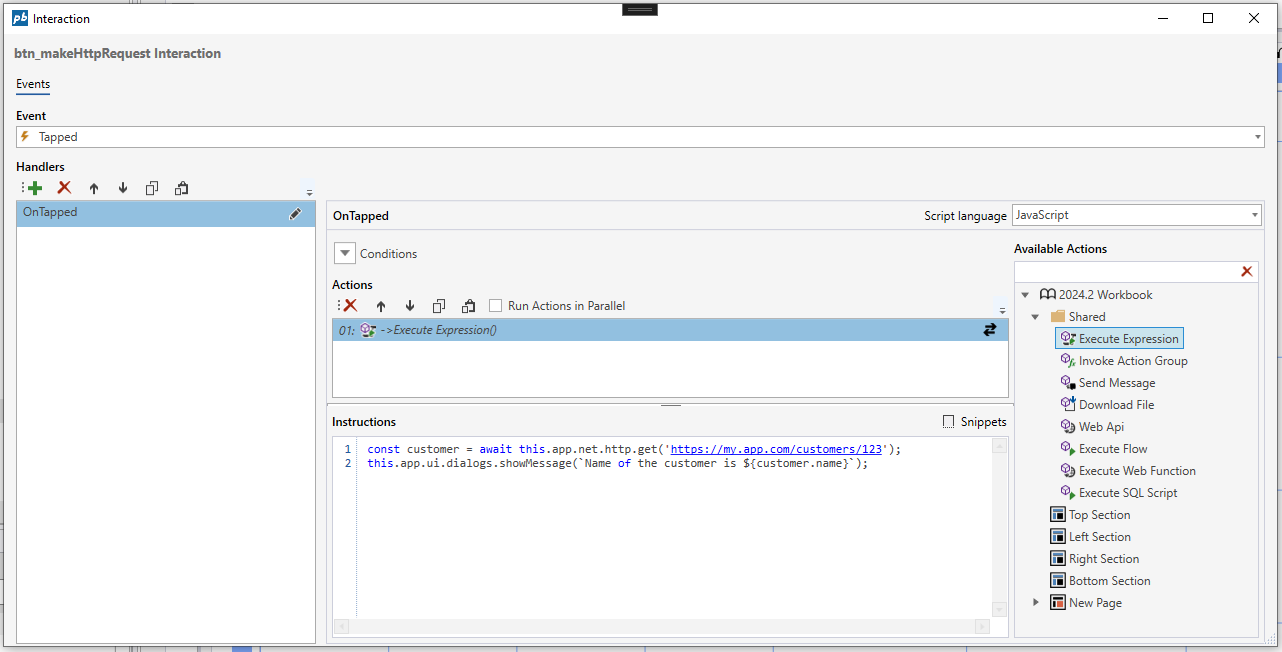 pb Interaction
btn_makeHttpRequest Interaction
Events
Event
Tapped
Handlers
OnTapped
OnTapped
Script language JavaScript
Conditions
Actions
Run Actions in Parallel
01: ->Execute Expression()
Instructions
Snippets
1 const customer = await this.app.net.http.get('https://my.app.com/customers/123');
2 this.app.ui.dialogs.showMessage(`Name of the customer is ${customer.name}`);
Available Actions
2024.2 Workbook
Shared
Execute Expression
Invoke Action Group
Send Message
Download File
Web Api
Execute Flow
Execute Web Function
Execute SQL Script
Top Section
Left Section
Right Section
Bottom Section
New Page